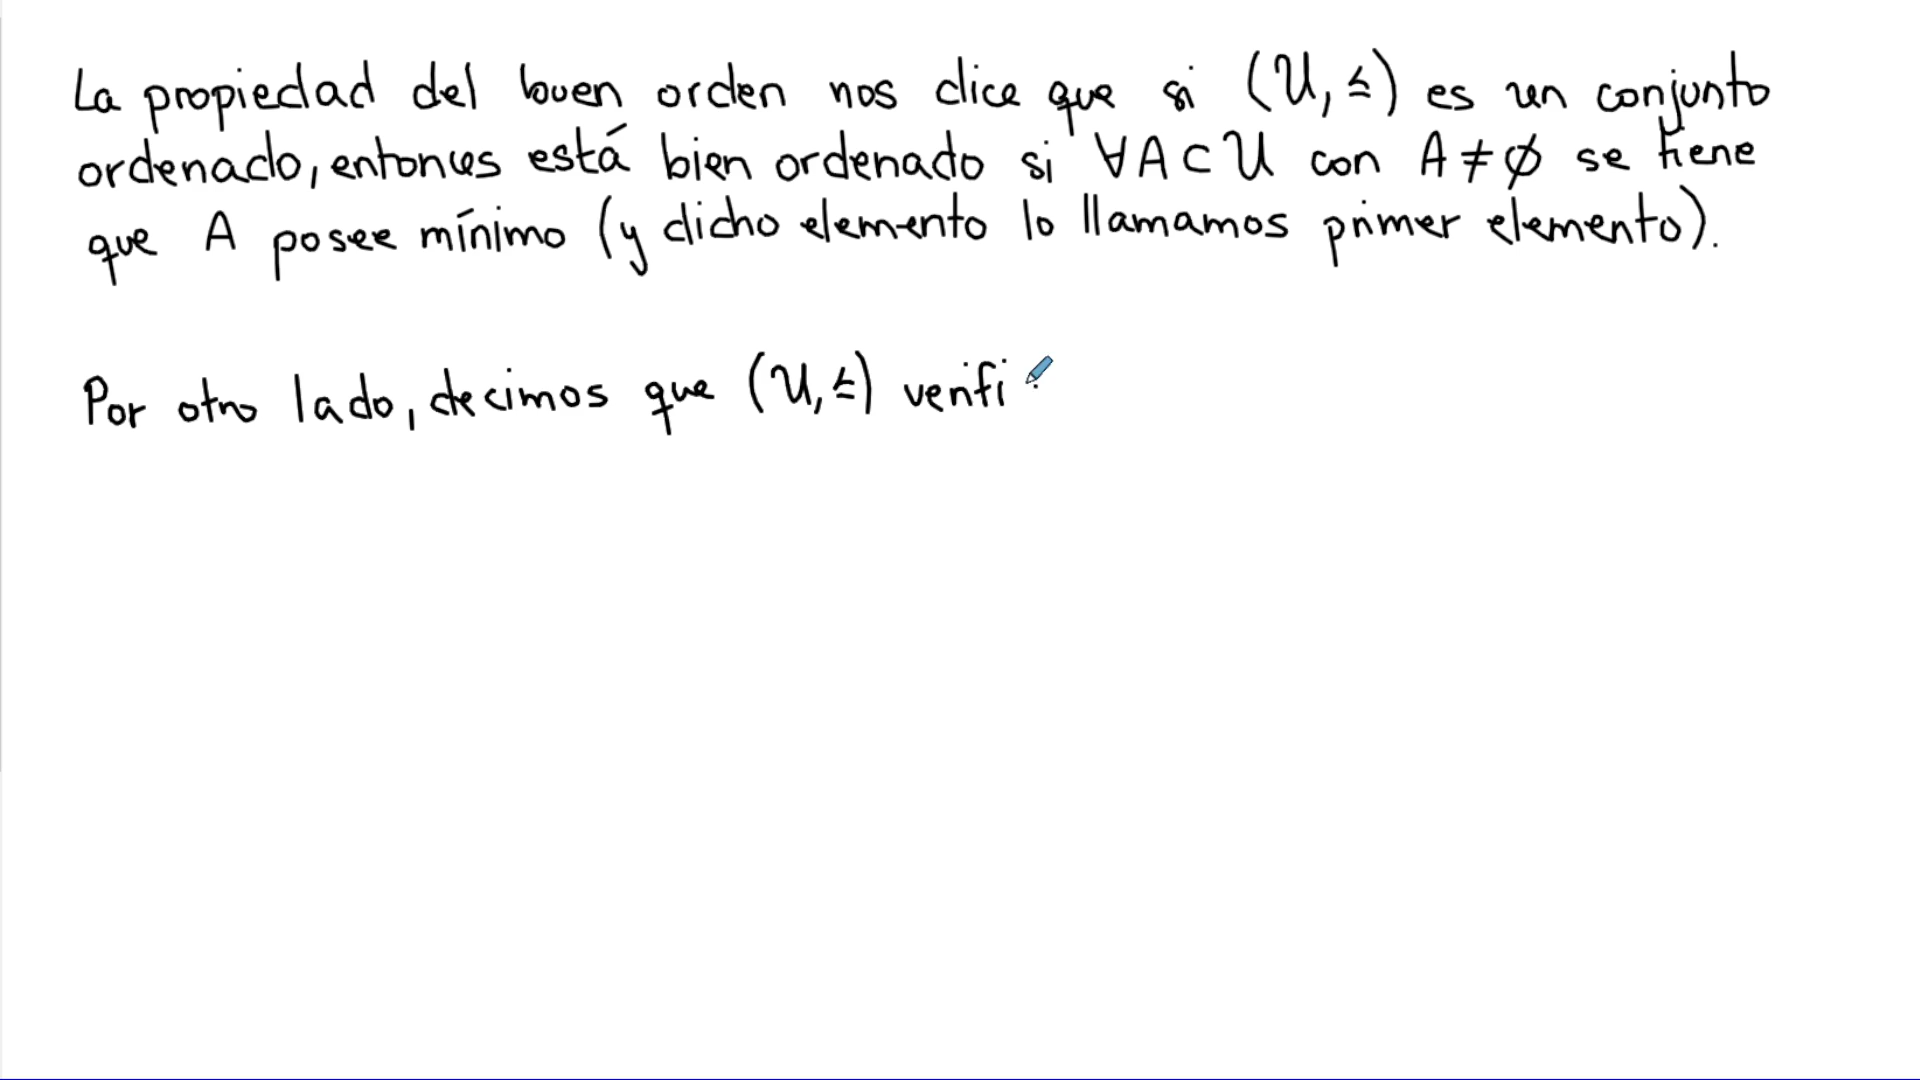 La propiedad del buen orden nos dice que si (U, ≤) es un conjunto
ordenado, entonces está bien ordenado si ∀A ⊂ U con A ≠ ∅ se tiene
que A posee mínimo (y dicho elemento lo llamamos primer elemento).
Por otro lado, decimos que (U, ≤) verifi